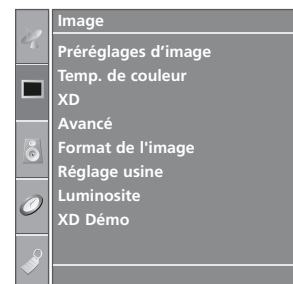 Image
Préréglages d’image
Temp. de couleur
XD
Avancé
Format de l'image
Réglage usine
Luminosite
XD Démo